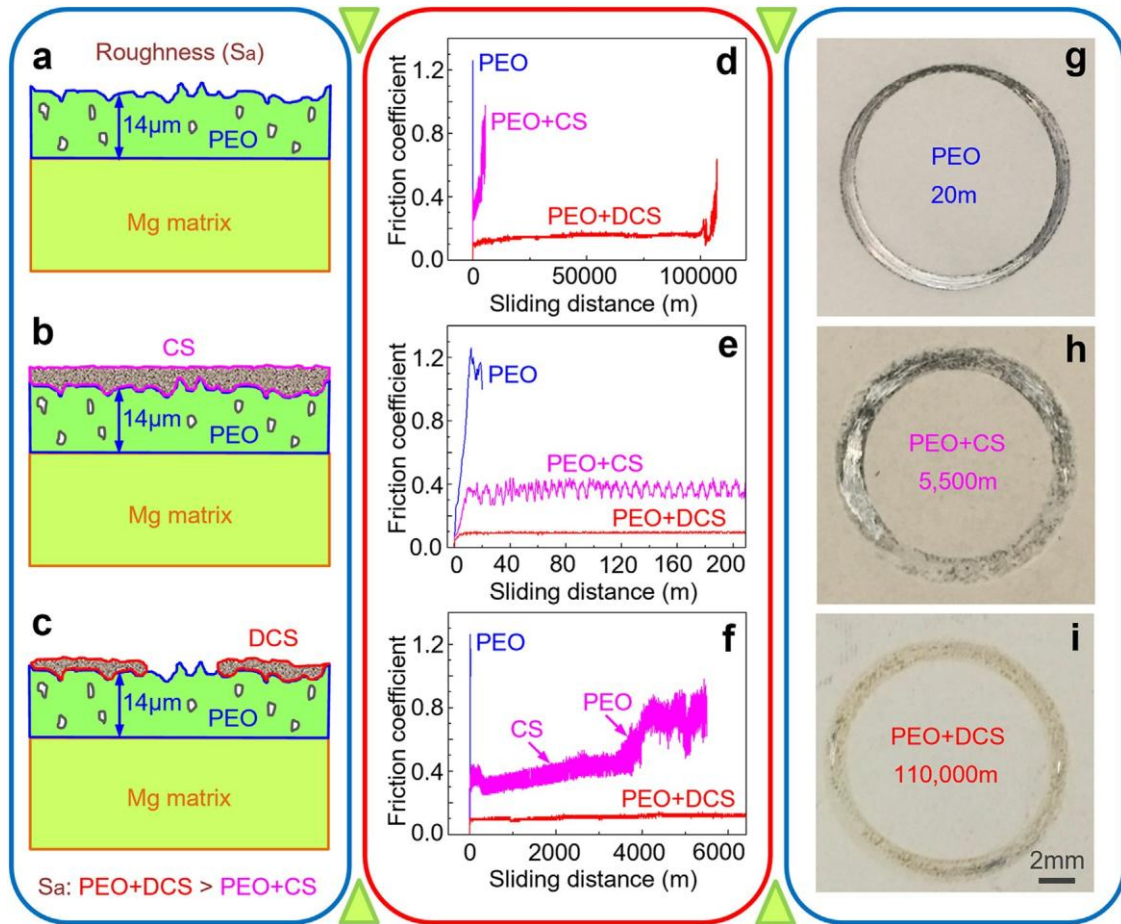 a
Roughness (Sa)
14μm
PEO
Mg matrix
b
CS
14μm
PEO
Mg matrix
c
DCS
14μm
PEO
Mg matrix
Sa: PEO+DCS > PEO+CS
d
Friction coefficient
1.2
0.8
0.4
0.0
PEO
PEO+CS
PEO+DCS
0 50000 100000
Sliding distance (m)
e
Friction coefficient
1.2
0.8
0.4
0.0
PEO
PEO+CS
PEO+DCS
0 40 80 120 160 200
Sliding distance (m)
f
Friction coefficient
1.2
0.8
0.4
0.0
PEO
PEO
CS
PEO+DCS
0 2000 4000 6000
Sliding distance (m)
g
PEO
20m
h
PEO+CS
5,500m
i
PEO+DCS
110,000m
2mm